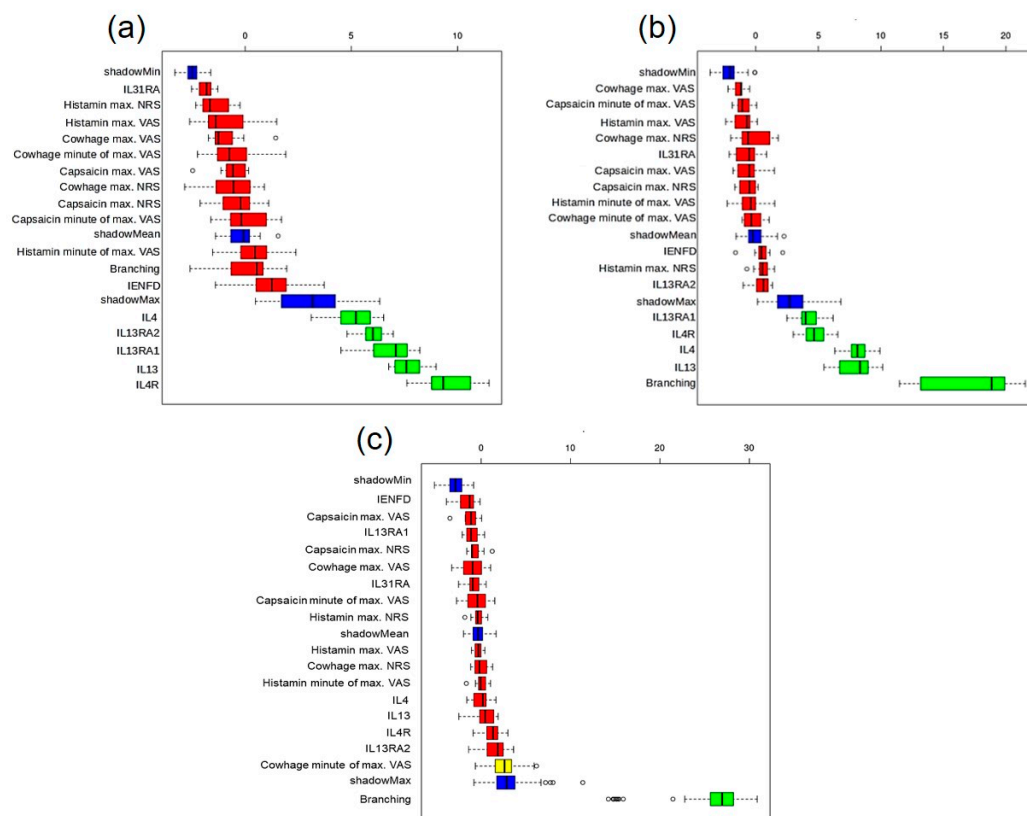 (a)
0 5 10
shadowMin
IL31RA
Histamin max. NRS
Histamin max. VAS
Cowhage max. VAS
Cowhage minute of max. VAS
Capsaicin max. VAS
Cowhage max. NRS
Capsaicin max. NRS
Capsaicin minute of max. VAS
shadowMean
Histamin minute of max. VAS
Branching
IENFD
shadowMax
IL4
IL13RA2
IL13RA1
IL13
IL4R
(b)
0 5 10 15 20
shadowMin
Cowhage max. VAS
Capsaicin minute of max. VAS
Histamin max. VAS
Cowhage max. NRS
IL31RA
Capsaicin max. VAS
Capsaicin max. NRS
Histamin minute of max. VAS
Cowhage minute of max. VAS
shadowMean
IENFD
Histamin max. NRS
IL13RA2
shadowMax
IL13RA1
IL4R
IL4
IL13
Branching
(c)
0 10 20 30
shadowMin
IENFD
Capsaicin max. VAS
IL13RA1
Capsaicin max. NRS
Cowhage max. VAS
IL31RA
Capsaicin minute of max. VAS
Histamin max. NRS
shadowMean
Histamin max. VAS
Cowhage max. NRS
Histamin minute of max. VAS
IL4
IL13
IL4R
IL13RA2
Cowhage minute of max. VAS
shadowMax
Branching